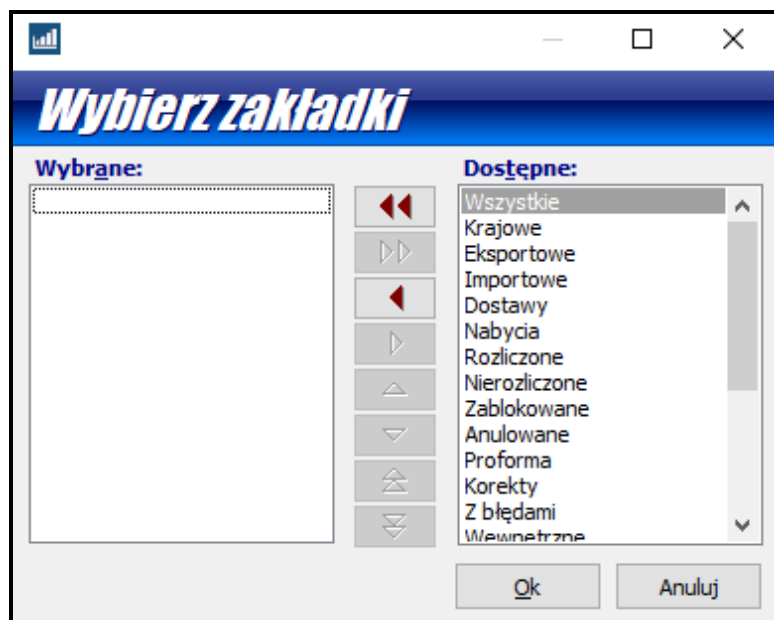 Wybierz zakładki
Wybrane:
Dostępne:
Wszystkie
Krajowe
Eksportowe
Importowe
Dostawy
Nabycia
Rozliczone
Nierozliczone
Zablokowane
Anulowane
Proforma
Korekty
Z błędami
Wewnętrzne
Ok
Anuluj